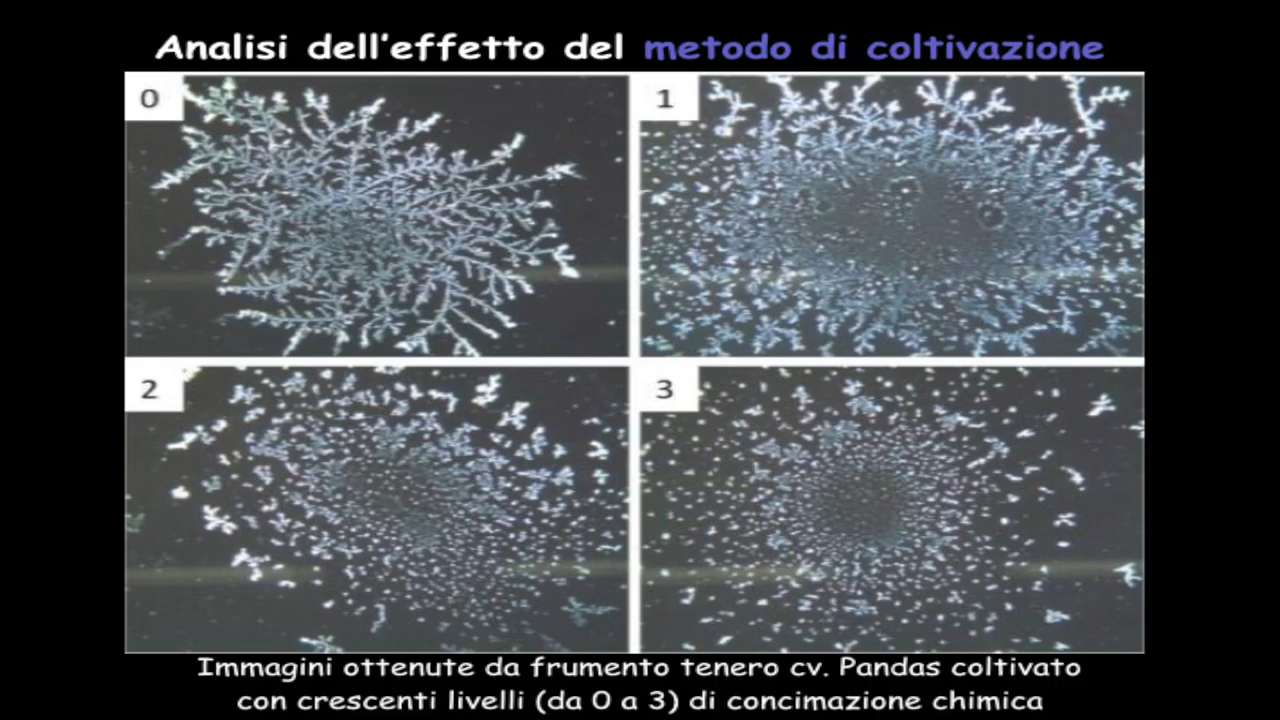 Analisi dell'effetto del metodo di coltivazione
0
1
2
3
Immagini ottenute da frumento tenero cv. Pandas coltivato
con crescenti livelli (da 0 a 3) di concimazione chimica